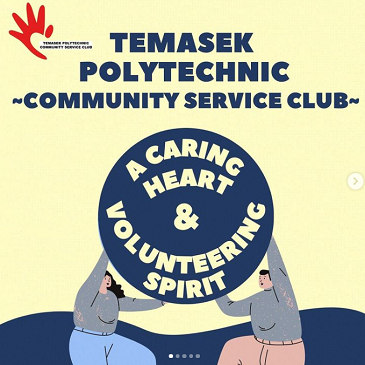 TEMASEK POLYTECHNIC
COMMUNITY SERVICE CLUB
TEMASEK
POLYTECHNIC
~COMMUNITY SERVICE CLUB~
A CARING
HEART
&
VOLUNTEERING
SPIRIT